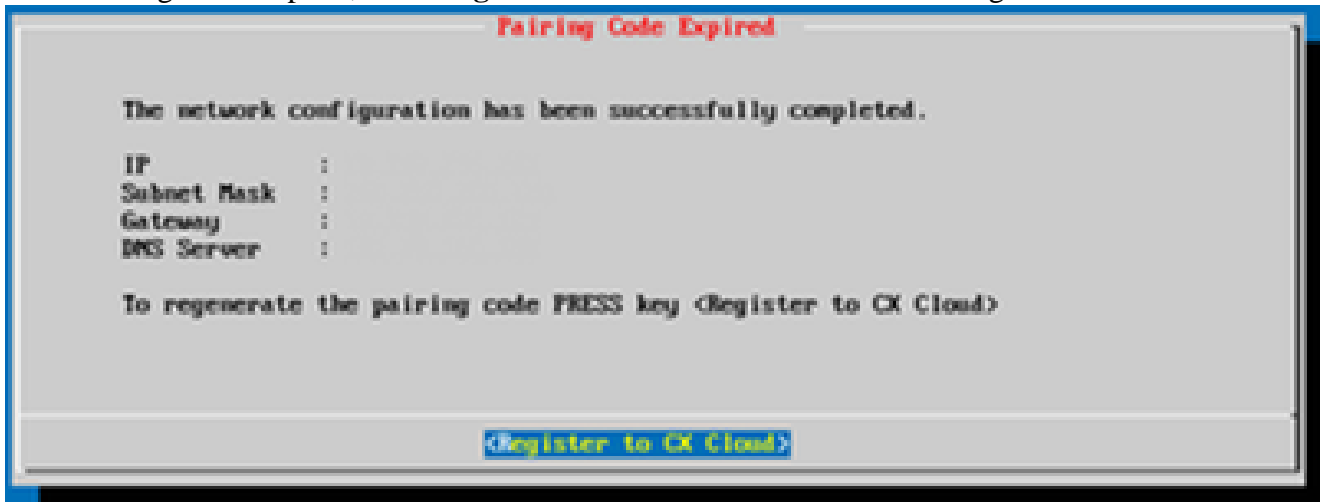 Pairing Code Expired
The network configuration has been successfully completed.
IP :
Subnet Mask :
Gateway :
DNS Server :
To regenerate the pairing code PRESS key <Register to CX Cloud>
<Register to CX Cloud>